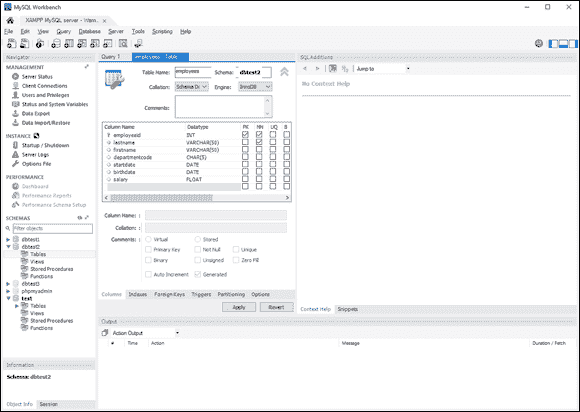 MySQL Workbench
XAMPP MySQL server - Warn...
File Edit View Query Database Server Tools Scripting Help
Navigator
MANAGEMENT
Server Status
Client Connections
Users and Privileges
Status and System Variables
Data Export
Data Import/Restore
INSTANCE
Startup / Shutdown
Server Logs
Options File
PERFORMANCE
Dashboard
Performance Reports
Performance Schema Setup
SCHEMAS
Filter objects
dbtest1
dbtest2
Tables
Views
Stored Procedures
Functions
dbtest3
phpmyadmin
test
Tables
Views
Stored Procedures
Functions
Information
Schema: dbtest2
Object Info Session
Query 1 employees - Table
Table Name: employees Schema: dbtest2
Collation: Schema De Engine: InnoDB
Comments:
Column Name Datatype PK NN UQ B
employeeid INT
lastname VARCHAR(50)
firstname VARCHAR(50)
departmentcode CHAR(5)
startdate DATE
birthdate DATE
salary FLOAT
Column Name:
Collation:
Comments: Virtual Stored
Primary Key Not Null Unique
Binary Unsigned Zero Fill
Auto Increment Generated
Columns Indexes Foreign Keys Triggers Partitioning Options
Apply Revert
SQLAdditions
Jump to
No Context Help
Context Help Snippets
Output
Action Output
# Time Action Message Duration / Fetch